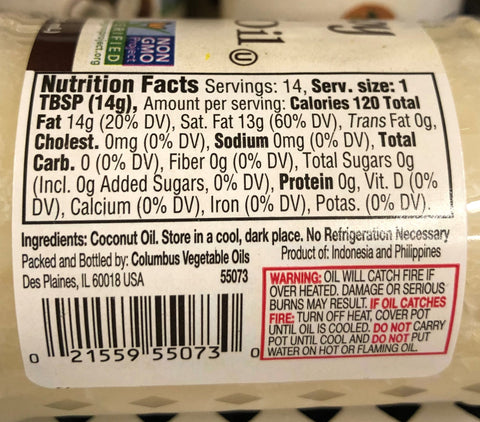 Oil U
NON
GMO
Project
VERIFIED
Nutrition Facts Servings: 14, Serv. size: 1
TBSP (14g), Amount per serving: Calories 120 Total
Fat 14g (20% DV), Sat. Fat 13g (60% DV), Trans Fat 0g,
Cholest. 0mg (0% DV), Sodium 0mg (0% DV), Total
Carb. 0 (0% DV), Fiber 0g (0% DV), Total Sugars 0g
(Incl. 0g Added Sugars, 0% DV), Protein 0g, Vit. D (0%
DV), Calcium (0% DV), Iron (0% DV), Potas. (0% DV).
Ingredients: Coconut Oil. Store in a cool, dark place. No Refrigeration Necessary
Packed and Bottled by: Columbus Vegetable Oils Product of: Indonesia and Philippines
Des Plaines, IL 60018 USA 55073
WARNING: OIL WILL CATCH FIRE IF
OVER HEATED. DAMAGE OR SERIOUS
BURNS MAY RESULT. IF OIL CATCHES
FIRE: TURN OFF HEAT, COVER POT
UNTIL OIL IS COOLED. DO NOT CARRY
POT UNTIL COOL AND DO NOT PUT
WATER ON HOT OR FLAMING OIL.
0 21559 55073 0